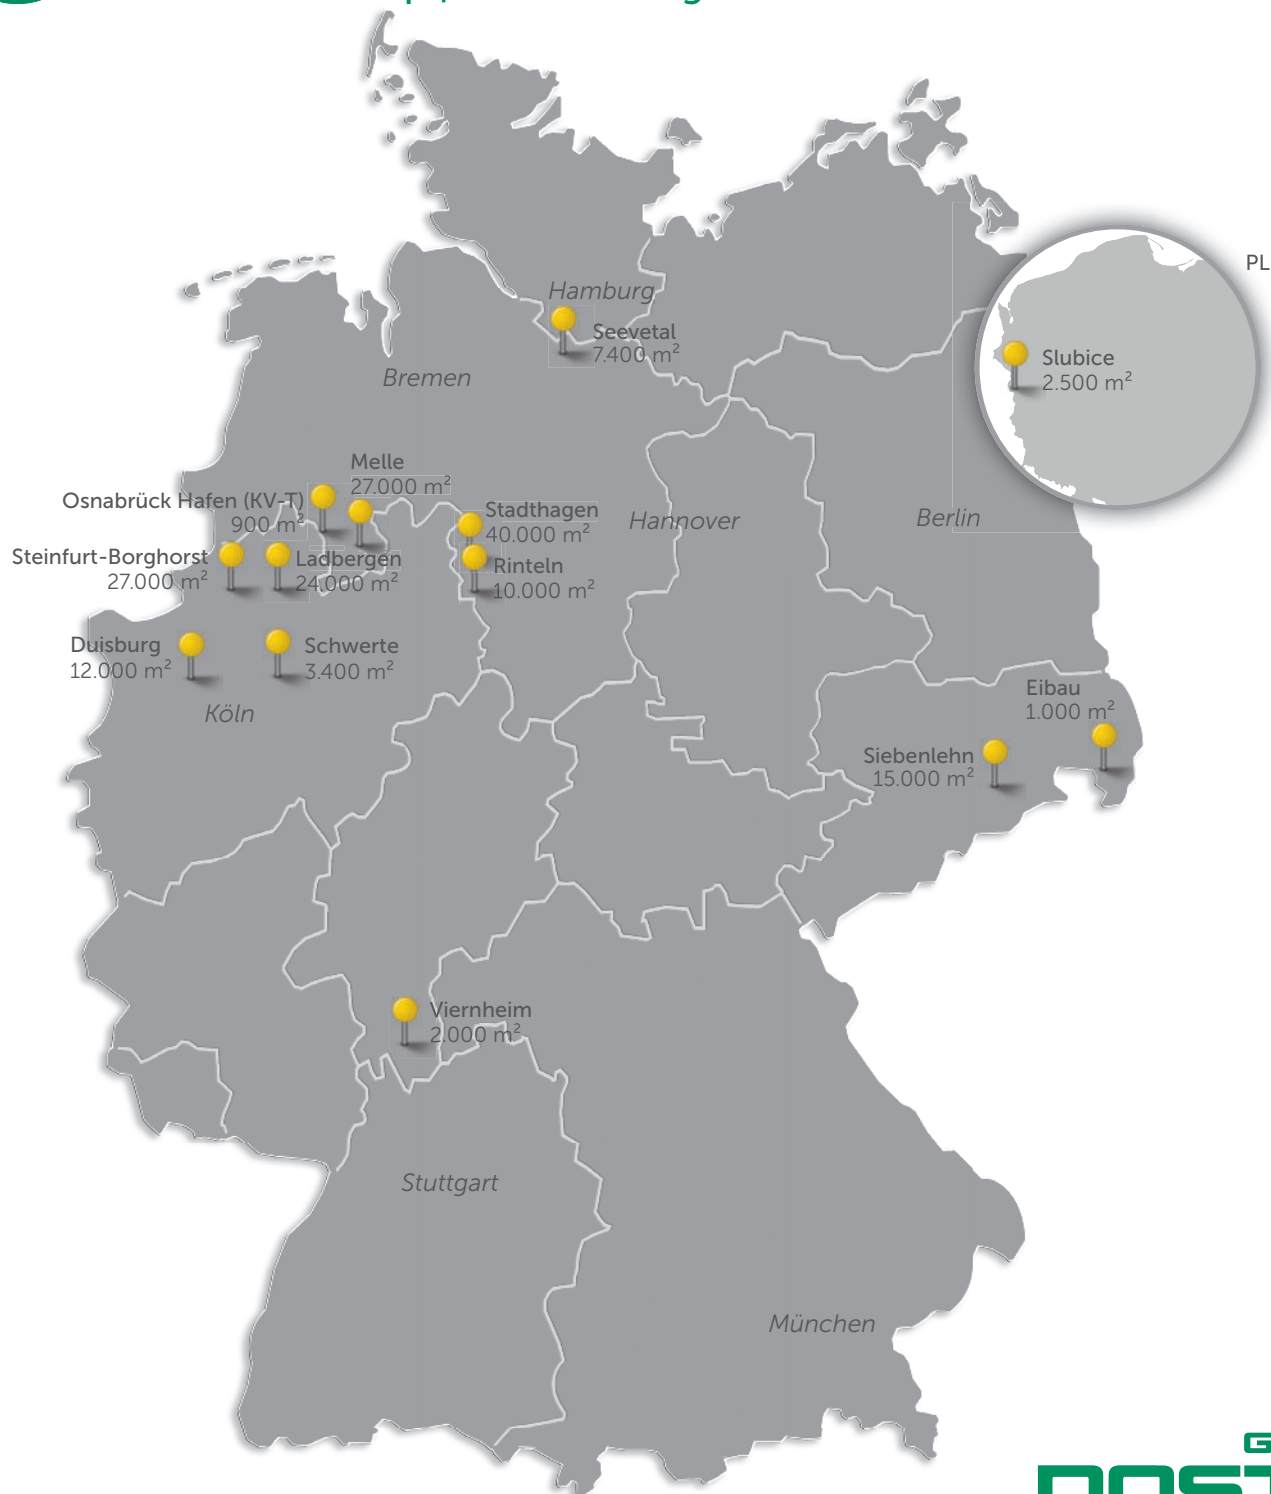 Hamburg
PL
Seevetal
7.400 m²
Slubice
2.500 m²
Bremen
Melle
27.000 m²
Osnabrück Hafen (KV-T)
900 m²
Stadthagen
40.000 m²
Hannover
Berlin
Steinfurt-Borghorst
27.000 m²
Ladbergen
24.000 m²
Rinteln
10.000 m²
Duisburg
12.000 m²
Schwerte
3.400 m²
Köln
Eibau
1.000 m²
Siebenlehn
15.000 m²
Viernheim
2.000 m²
Stuttgart
München